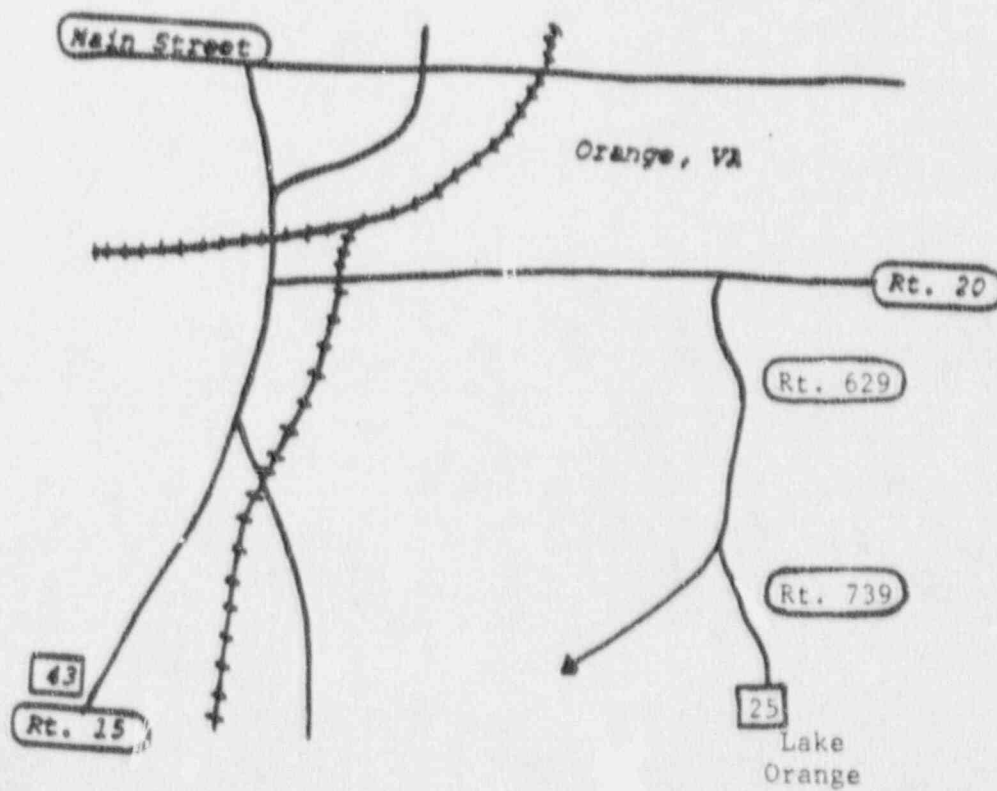 Main Street
Orange, VA
Rt. 20
Rt. 629
Rt. 739
43
Rt. 15
25
Lake
Orange